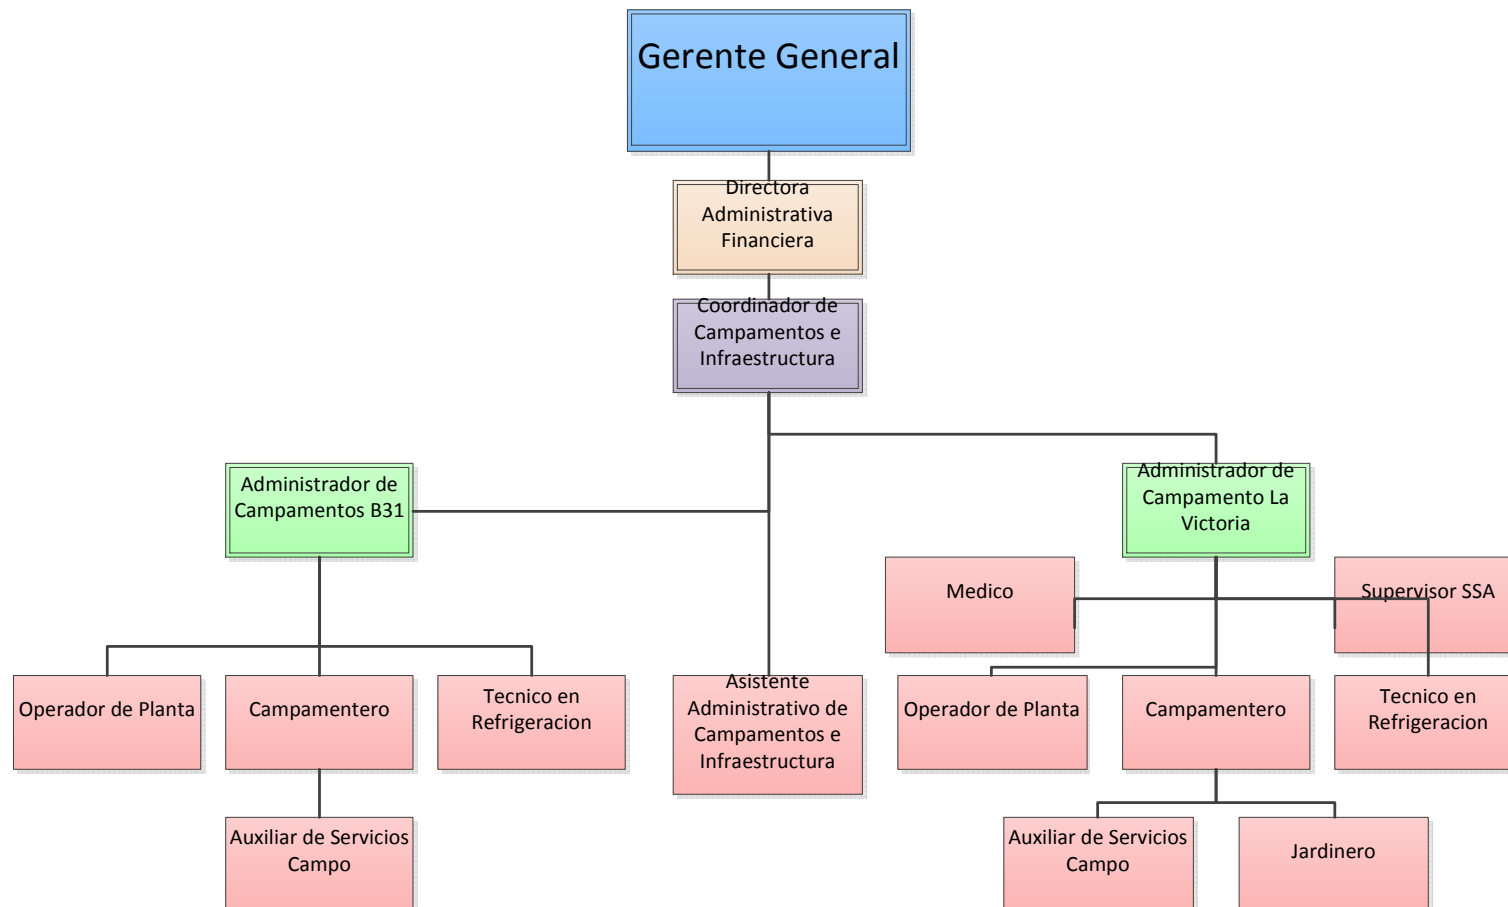 Gerente General
Directora
Administrativa
Financiera
Coordinador de
Campamentos e
Infraestructura
Administrador de
Campamentos B31
Administrador de
Campamento La
Victoria
Medico
Supervisor SSA
Operador de Planta
Campamentero
Tecnico en
Refrigeracion
Asistente
Administrativo de
Campamentos e
Infraestructura
Operador de Planta
Campamentero
Tecnico en
Refrigeracion
Auxiliar de Servicios
Campo
Auxiliar de Servicios
Campo
Jardinero